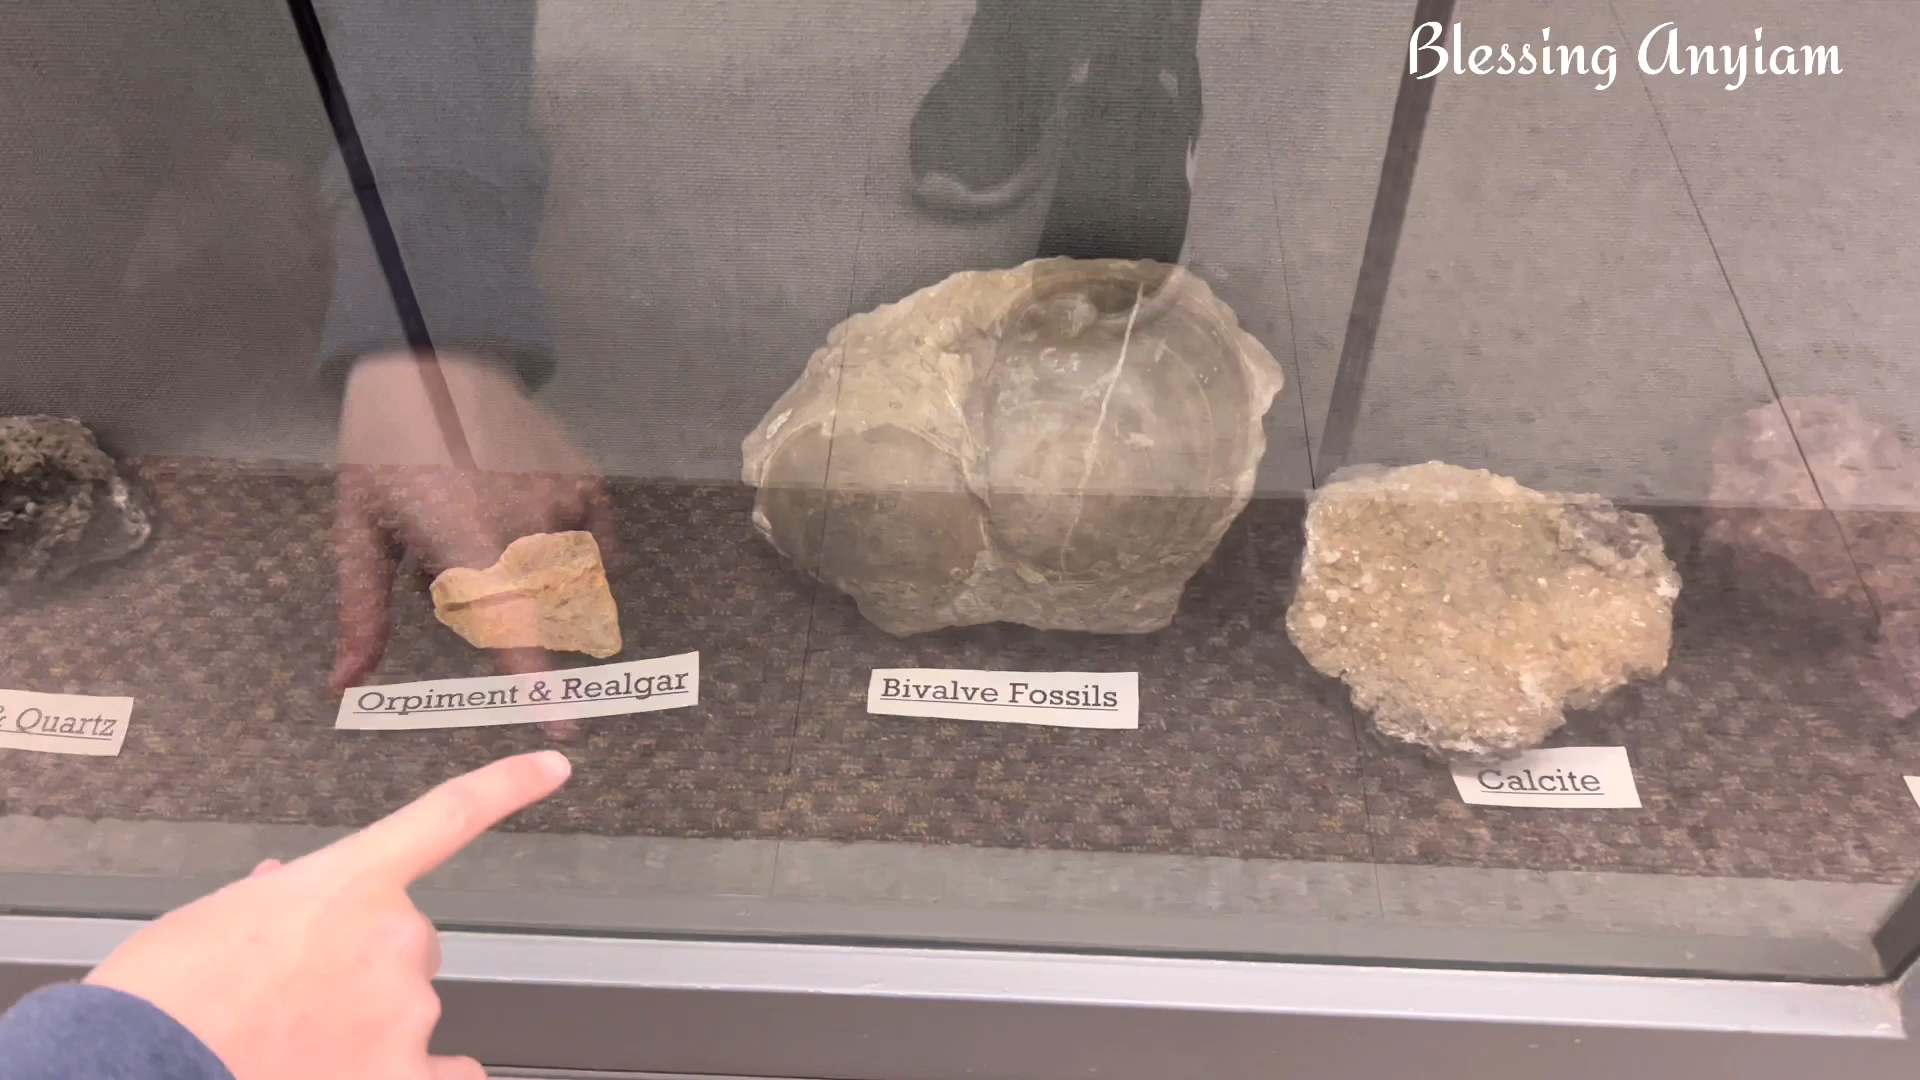 Blessing Anyiam
& Quartz
Orpiment & Realgar
Bivalve Fossils
Calcite